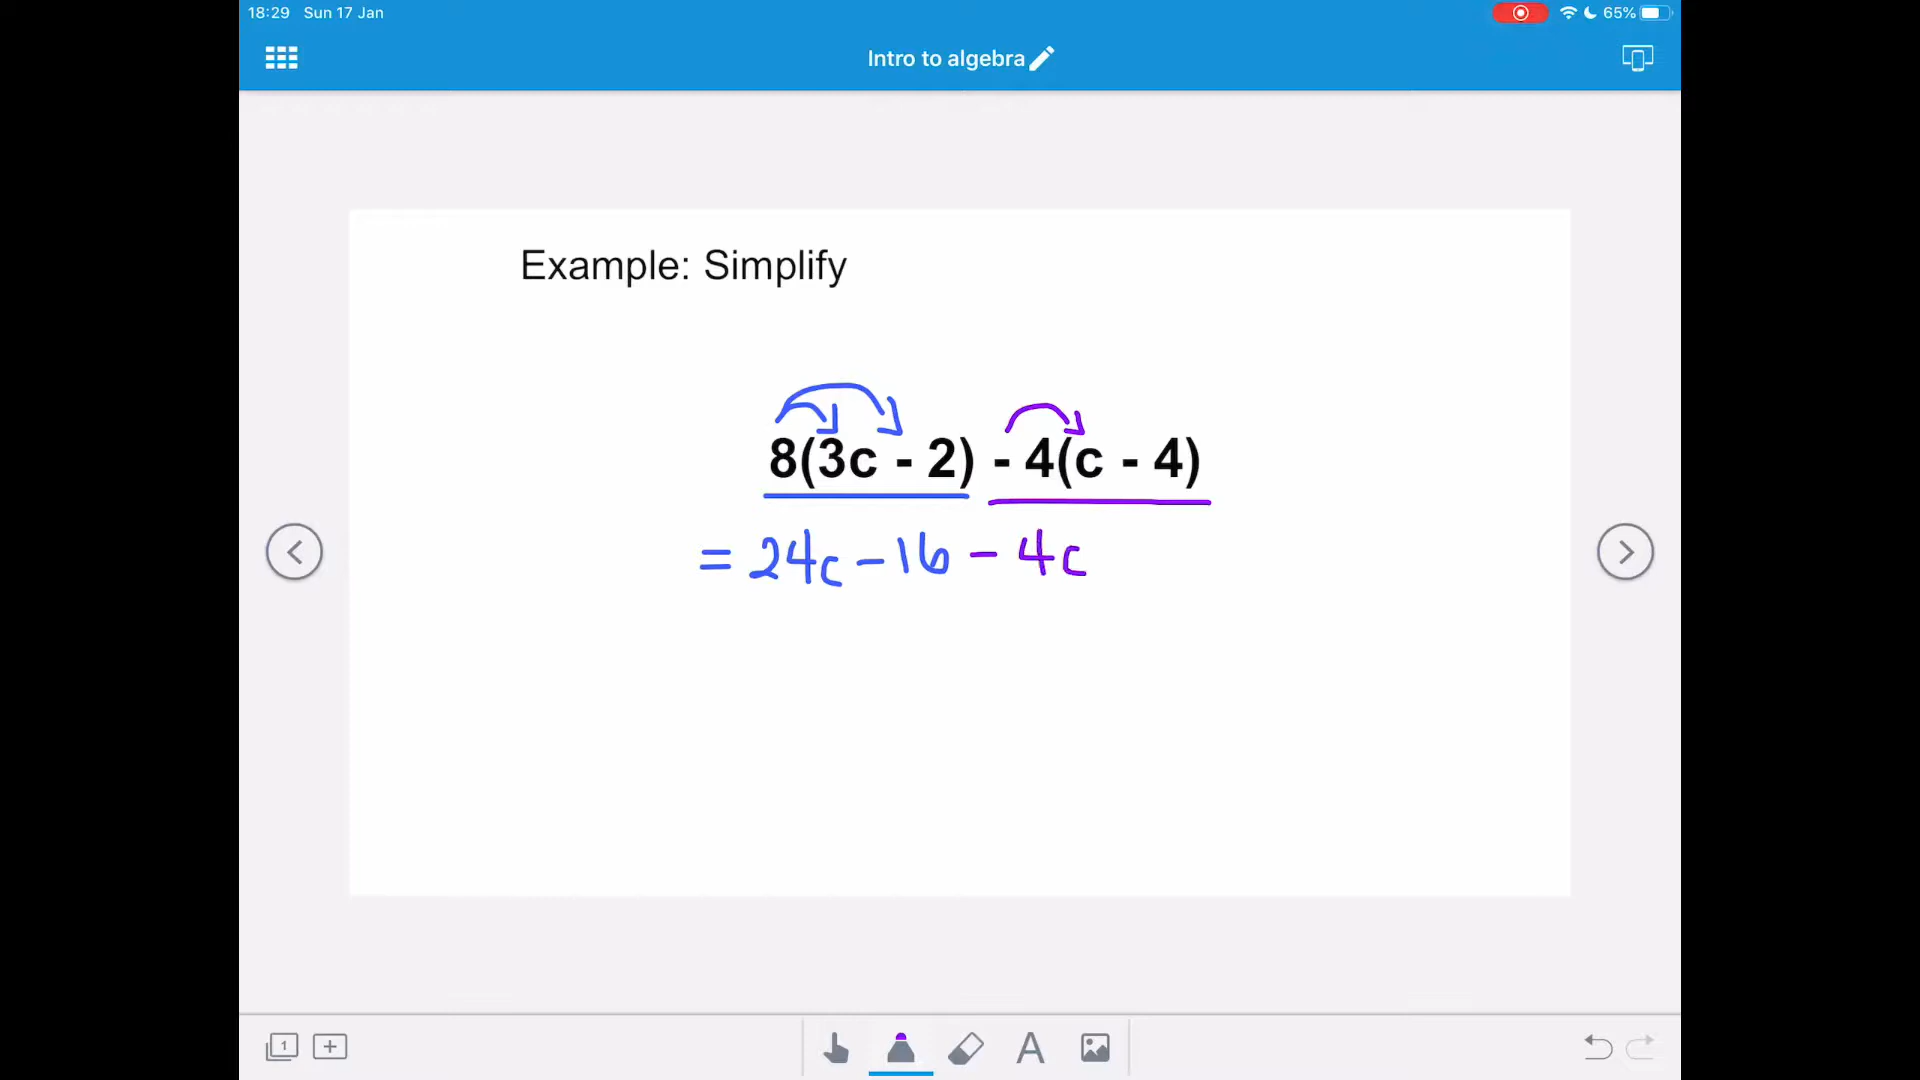 18:29 Sun 17 Jan 65%
Intro to algebra
Example: Simplify
8(3c - 2) - 4(c - 4)
= 24c - 16 - 4c
1 A